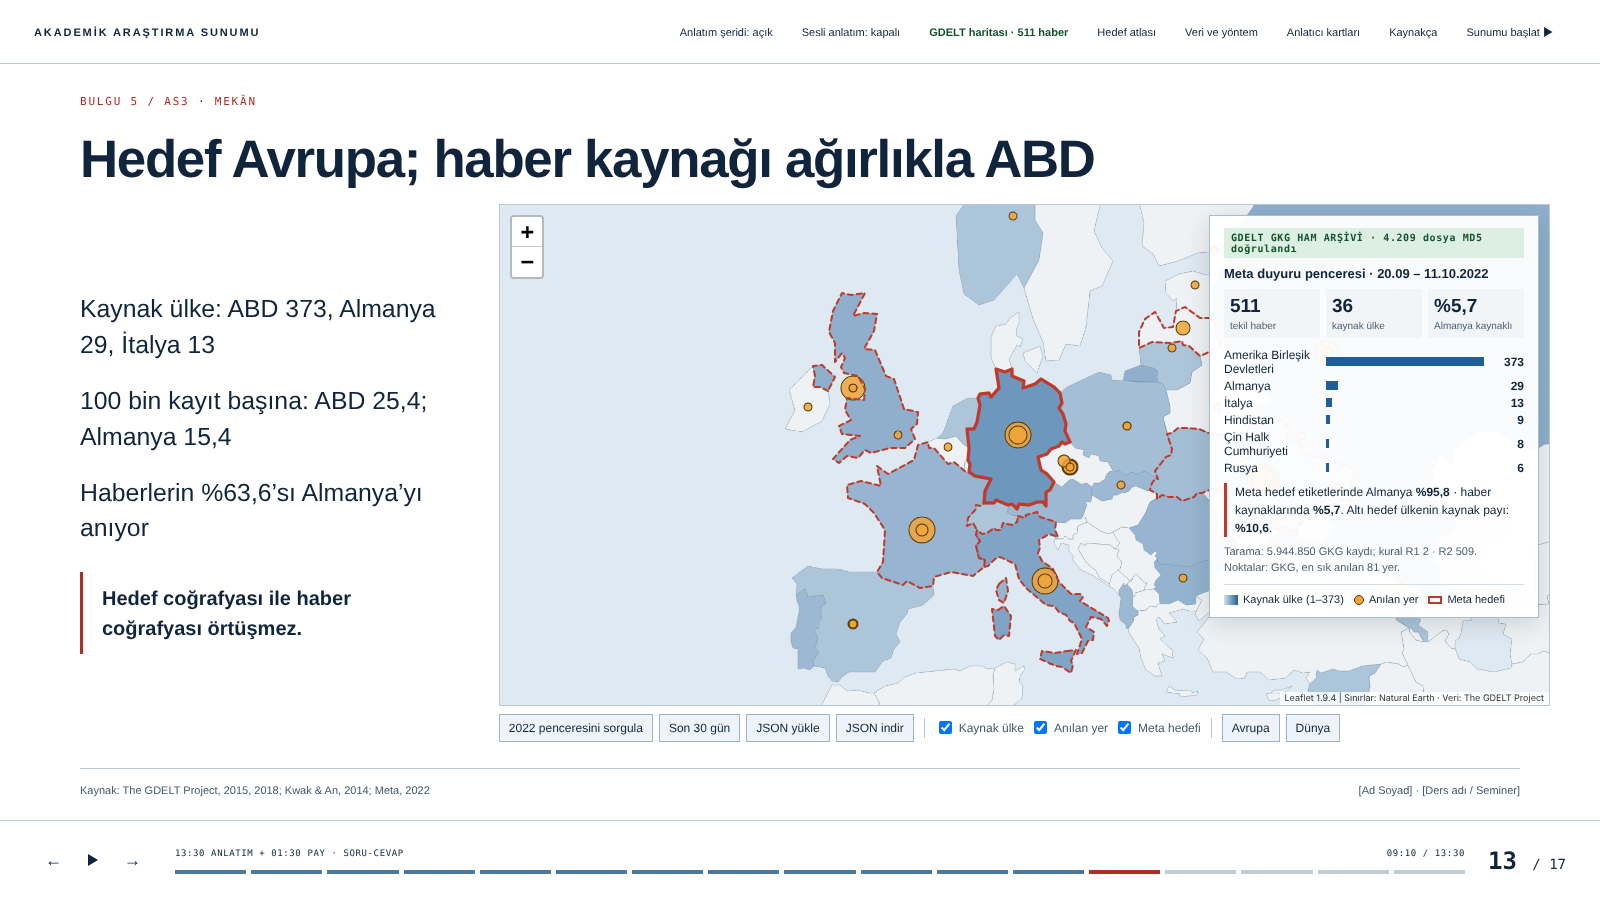 AKADEMİK ARAŞTIRMA SUNUMU
Anlatım şeridi: açık
Sesli anlatım: kapalı
GDELT haritası · 511 haber
Hedef atlası
Veri ve yöntem
Anlatıcı kartları
Kaynakça
Sunumu başlat ▶
BULGU 5 / AS3 · MEKÂN
Hedef Avrupa; haber kaynağı ağırlıkla ABD
Kaynak ülke: ABD 373, Almanya
29, İtalya 13
100 bin kayıt başına: ABD 25,4;
Almanya 15,4
Haberlerin %63,6’sı Almanya’yı
anıyor
Hedef coğrafyası ile haber
coğrafyası örtüşmez.
+
−
GDELT GKG HAM ARŞİVİ · 4.209 dosya MD5
doğrulandı
Meta duyuru penceresi · 20.09 – 11.10.2022
511
tekil haber
36
kaynak ülke
%5,7
Almanya kaynaklı
Amerika Birleşik
Devletleri
373
Almanya
29
İtalya
13
Hindistan
9
Çin Halk
Cumhuriyeti
8
Rusya
6
Meta hedef etiketlerinde Almanya %95,8 · haber
kaynaklarında %5,7. Altı hedef ülkenin kaynak payı:
%10,6.
Tarama: 5.944.850 GKG kaydı; kural R1 2 · R2 509.
Noktalar: GKG, en sık anılan 81 yer.
Kaynak ülke (1–373)
Anılan yer
Meta hedefi
Leaflet 1.9.4 | Sınırlar: Natural Earth · Veri: The GDELT Project
2022 penceresini sorgula
Son 30 gün
JSON yükle
JSON indir
Kaynak ülke
Anılan yer
Meta hedefi
Avrupa
Dünya
Kaynak: The GDELT Project, 2015, 2018; Kwak & An, 2014; Meta, 2022
[Ad Soyad] · [Ders adı / Seminer]
← ▶ →
13:30 ANLATIM + 01:30 PAY · SORU-CEVAP
09:10 / 13:30
13 / 17